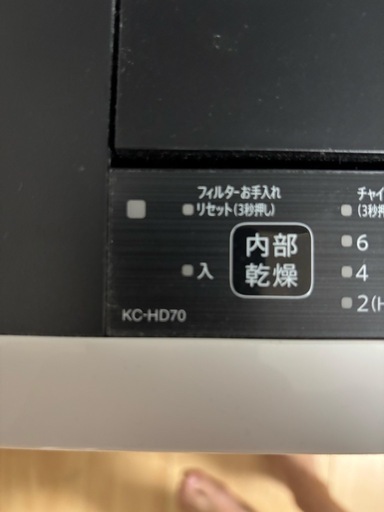 フィルターお手入れ
リセット(3秒押し)
入
内部
乾燥
KC-HD70
チャイ
(3秒押
6
4
2(H